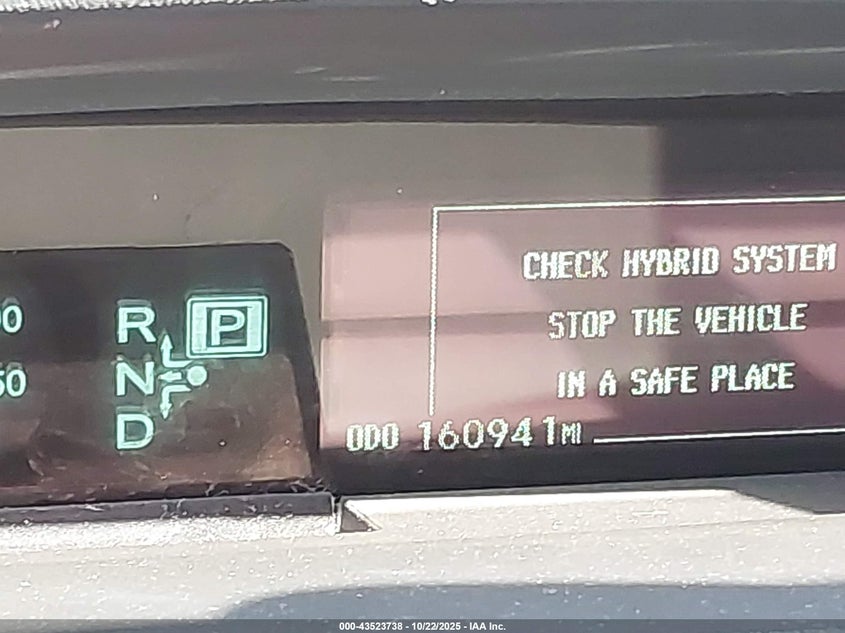 CHECK HYBRID SYSTEM
STOP THE VEHICLE
IN A SAFE PLACE
R P
N
D
ODO 160941MI
000-43523738 - 10/22/2025 - IAA Inc.